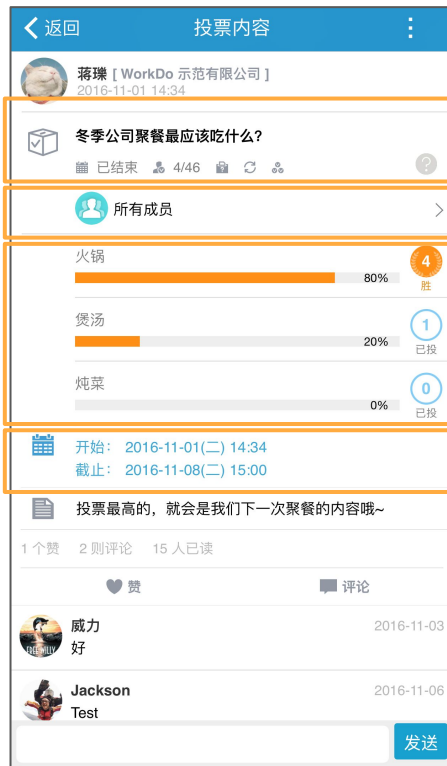 返回 投票内容
蒋瑮 [ WorkDo 示范有限公司 ]
2016-11-01 14:34
冬季公司聚餐最应该吃什么?
已结束 4/46 ?
所有成员
火锅
80% 4
胜
煲汤
20% 1
已投
炖菜
0% 0
已投
开始: 2016-11-01(二) 14:34
截止: 2016-11-08(二) 15:00
投票最高的，就会是我们下一次聚餐的内容哦~
1 个赞 2 则评论 15 人已读
赞 评论
威力 2016-11-03
好
FREE WILLY
Jackson 2016-11-06
Test
发送